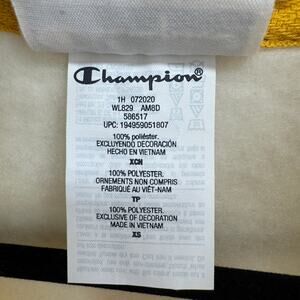 Champion®
1H 072020
WL829 AM8D
586517
UPC: 194959051807
100% poliéster.
EXCLUYENDO DECORACIÓN
HECHO EN VIETNAM
XCH
100% POLYESTER.
ORNEMENTS NON COMPRIS
FABRIQUÉ AU VIÊT-NAM
TP
100% POLYESTER.
EXCLUSIVE OF DECORATION
MADE IN VIETNAM
XS